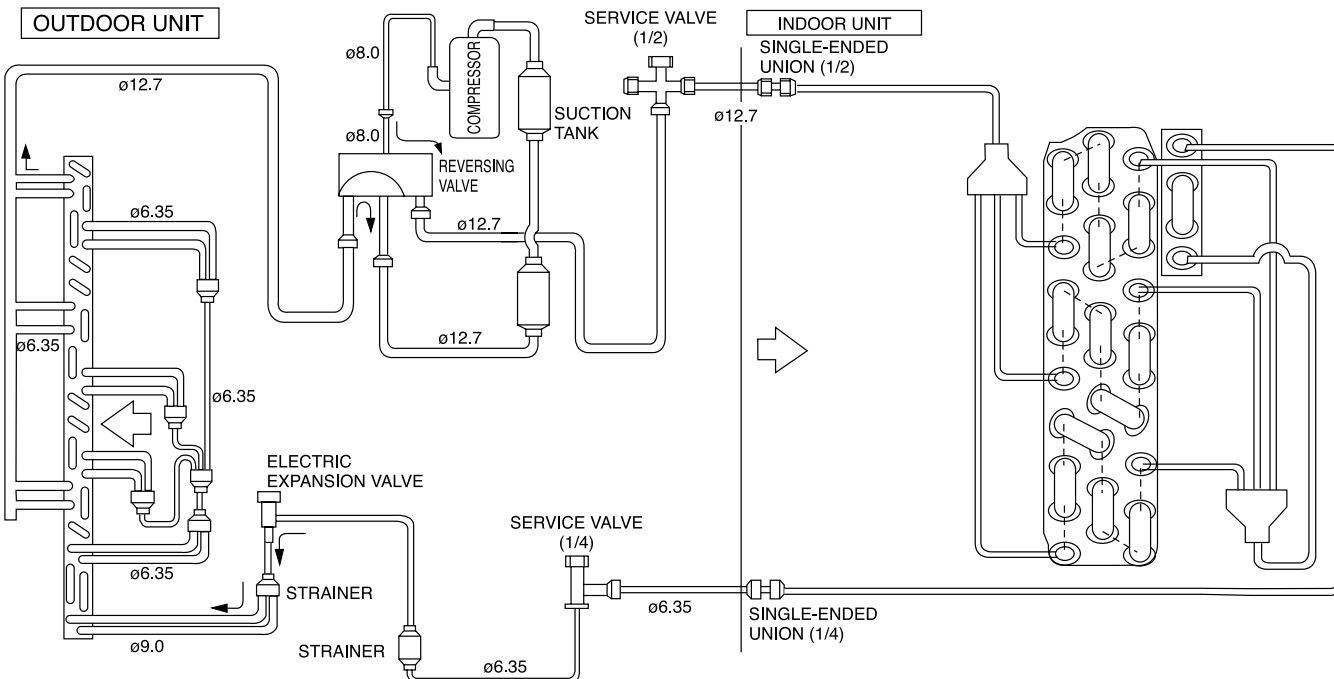 OUTDOOR UNIT
SERVICE VALVE
(1/2)
INDOOR UNIT
SINGLE-ENDED
UNION (1/2)
ø8.0
COMPRESSOR
ø12.7
SUCTION
TANK
ø12.7
ø8.0
REVERSING
VALVE
ø6.35
ø12.7
ø12.7
ø6.35
ø6.35
ELECTRIC
EXPANSION VALVE
SERVICE VALVE
(1/4)
ø6.35
STRAINER
ø6.35
SINGLE-ENDED
UNION (1/4)
ø9.0
STRAINER
ø6.35